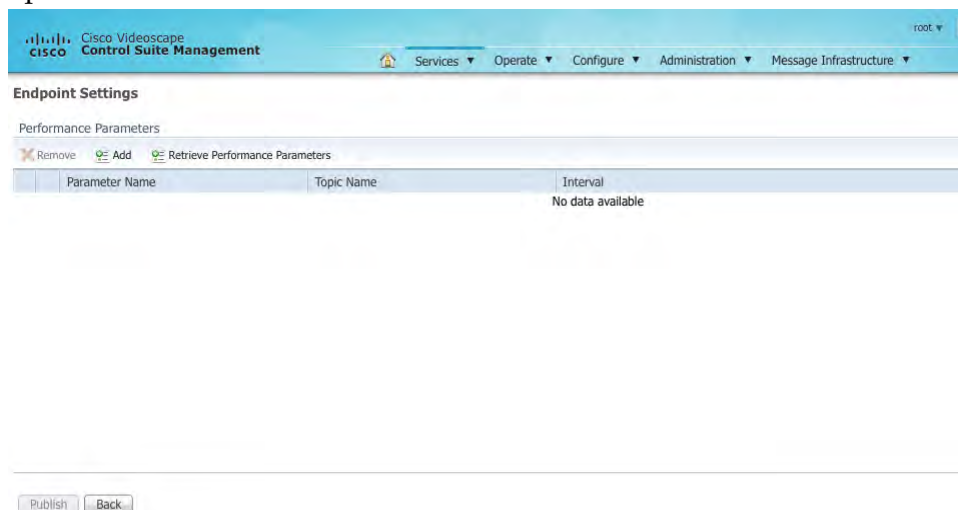 root
Cisco Videoscape
CISCO Control Suite Management
Services Operate Configure Administration Message Infrastructure
Endpoint Settings
Performance Parameters
Remove Add Retrieve Performance Parameters
Parameter Name Topic Name Interval
No data available
Publish Back